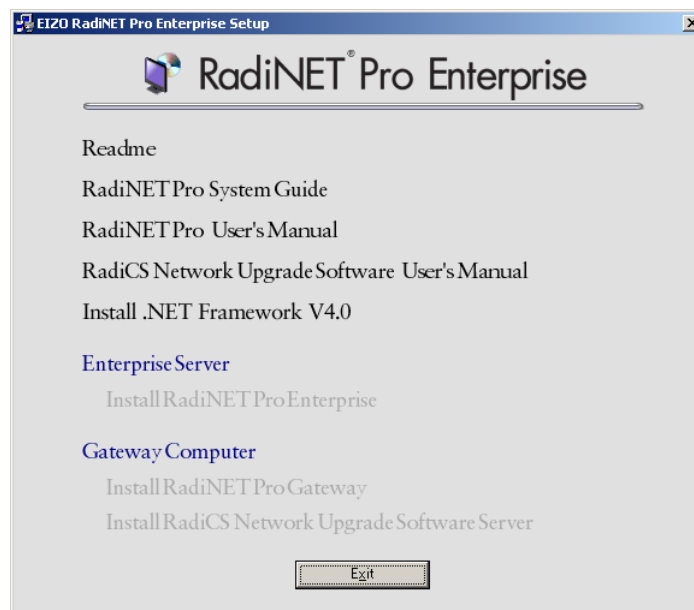 EIZO RadiNET Pro Enterprise Setup
RadiNET® Pro Enterprise
Readme
RadiNET Pro System Guide
RadiNET Pro User's Manual
RadiCS Network Upgrade Software User's Manual
Install .NET Framework V4.0
Enterprise Server
Install RadiNET Pro Enterprise
Gateway Computer
Install RadiNET Pro Gateway
Install RadiCS Network Upgrade Software Server
Exit